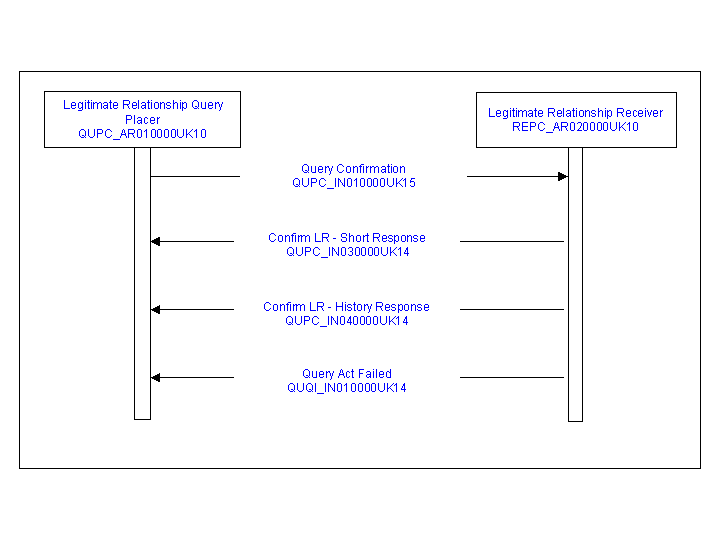 Legitimate Relationship Query
Placer
QUPC_AR010000UK10
Legitimate Relationship Receiver
REPC_AR020000UK10
Query Confirmation
QUPC_IN010000UK15
Confirm LR - Short Response
QUPC_IN030000UK14
Confirm LR - History Response
QUPC_IN040000UK14
Query Act Failed
QUQI_IN010000UK14